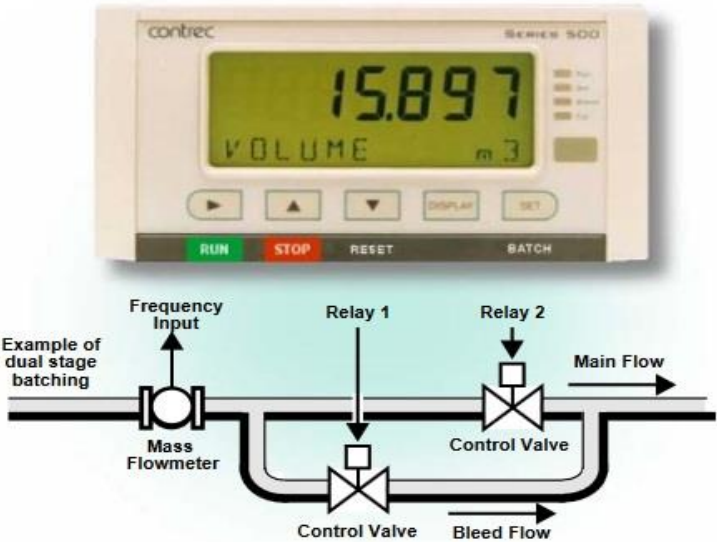 contrec
SERIES 500
15.897
VOLUME m3
DISPLAY
SET
RUN
STOP
RESET
BATCH
Example of
dual stage
batching
Frequency
Input
Relay 1
Relay 2
Main Flow
Mass
Flowmeter
Control Valve
Control Valve
Bleed Flow